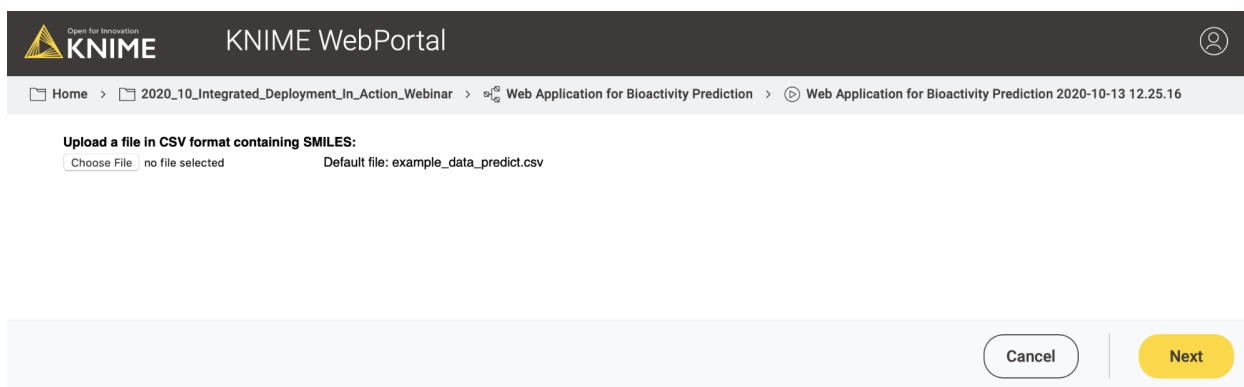 Open for Innovation
KNIME
KNIME WebPortal
Home > 2020_10_Integrated_Deployment_In_Action_Webinar > Web Application for Bioactivity Prediction > Web Application for Bioactivity Prediction 2020-10-13 12.25.16
Upload a file in CSV format containing SMILES:
Choose File no file selected Default file: example_data_predict.csv
Cancel Next